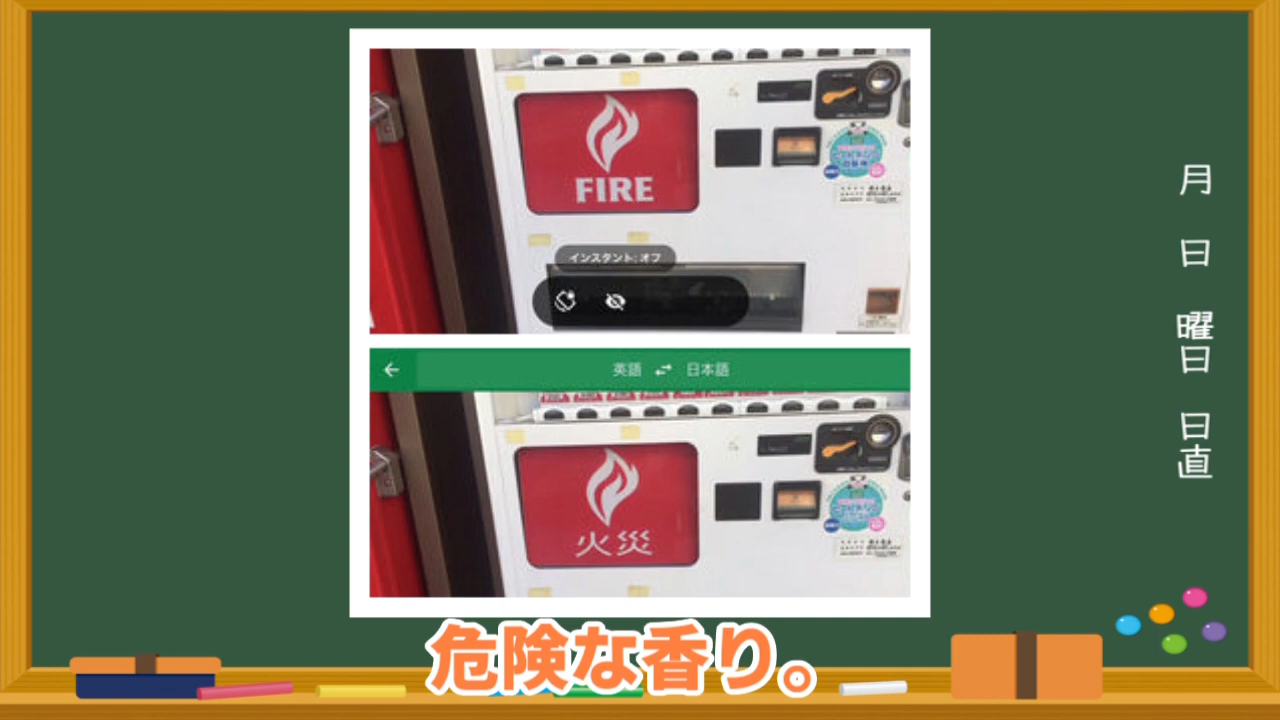 FIRE
インスタント: オフ
英語 日本語
火災
危険な香り。
月
日
曜日
日直